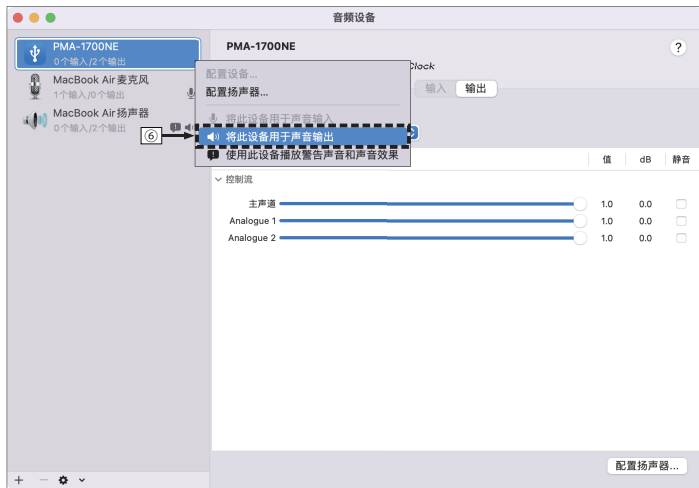 音频设备
PMA-1700NE
0个输入/2个输出
MacBook Air麦克风
1个输入/0个输出
MacBook Air扬声器
0个输入/2个输出
⑥
PMA-1700NE
?
Clock
配置设备...
配置扬声器...
将此设备用于声音输入
将此设备用于声音输出
使用此设备播放警告声音和声音效果
输入 输出
值 dB 静音
控制流
主声道 1.0 0.0
Analogue 1 1.0 0.0
Analogue 2 1.0 0.0
配置扬声器...